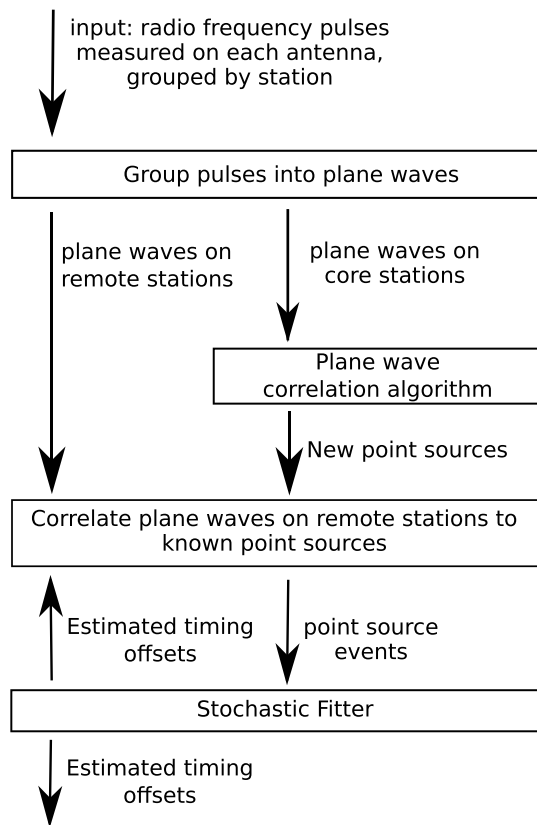 input: radio frequency pulses
measured on each antenna,
grouped by station
Group pulses into plane waves
plane waves on
remote stations
plane waves on
core stations
Plane wave
correlation algorithm
New point sources
Correlate plane waves on remote stations to
known point sources
Estimated timing
offsets
point source
events
Stochastic Fitter
Estimated timing
offsets